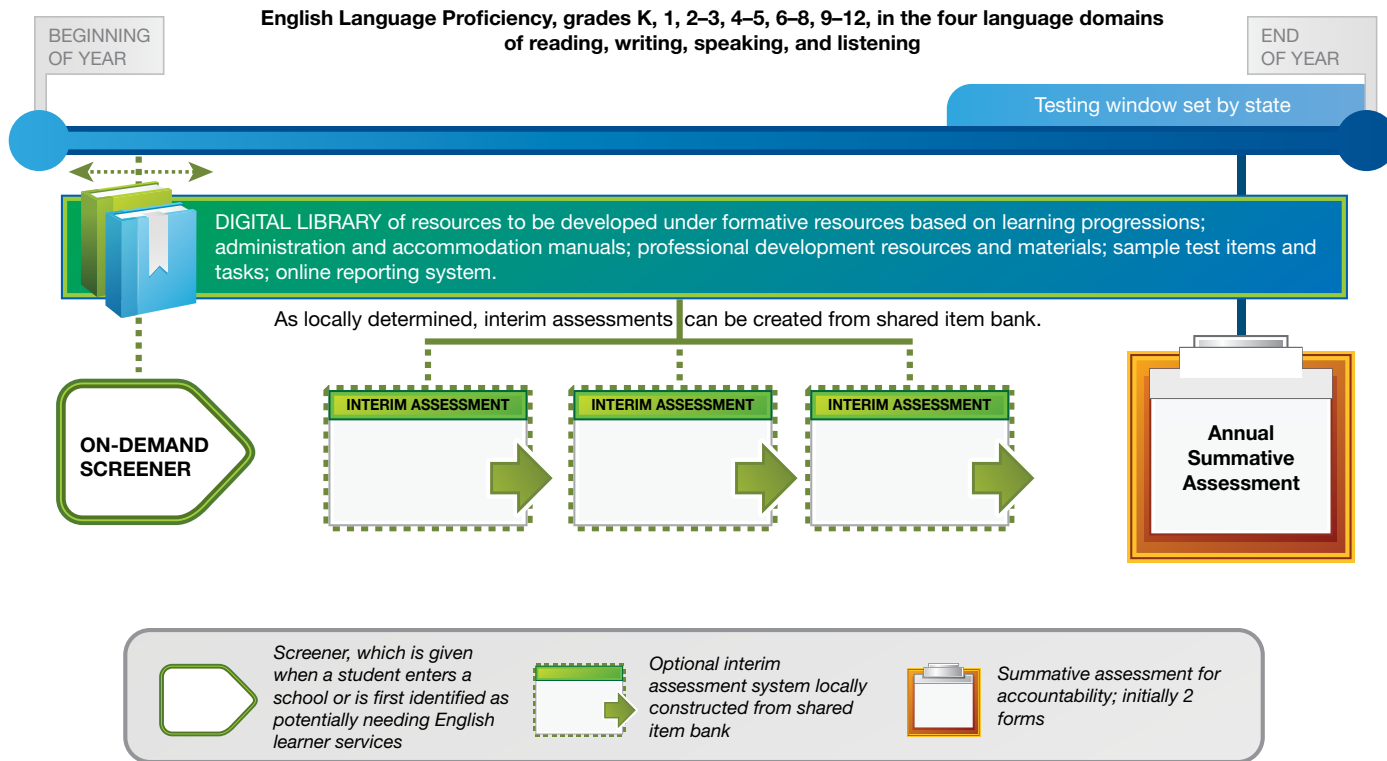 English Language Proficiency, grades K, 1, 2–3, 4–5, 6–8, 9–12, in the four language domains
of reading, writing, speaking, and listening
BEGINNING
OF YEAR
END
OF YEAR
Testing window set by state
DIGITAL LIBRARY of resources to be developed under formative resources based on learning progressions;
administration and accommodation manuals; professional development resources and materials; sample test items and
tasks; online reporting system.
As locally determined, interim assessments can be created from shared item bank.
ON-DEMAND
SCREENER
INTERIM ASSESSMENT
INTERIM ASSESSMENT
INTERIM ASSESSMENT
Annual
Summative
Assessment
Screener, which is given
when a student enters a
school or is first identified as
potentially needing English
learner services
Optional interim
assessment system locally
constructed from shared
item bank
Summative assessment for
accountability; initially 2
forms